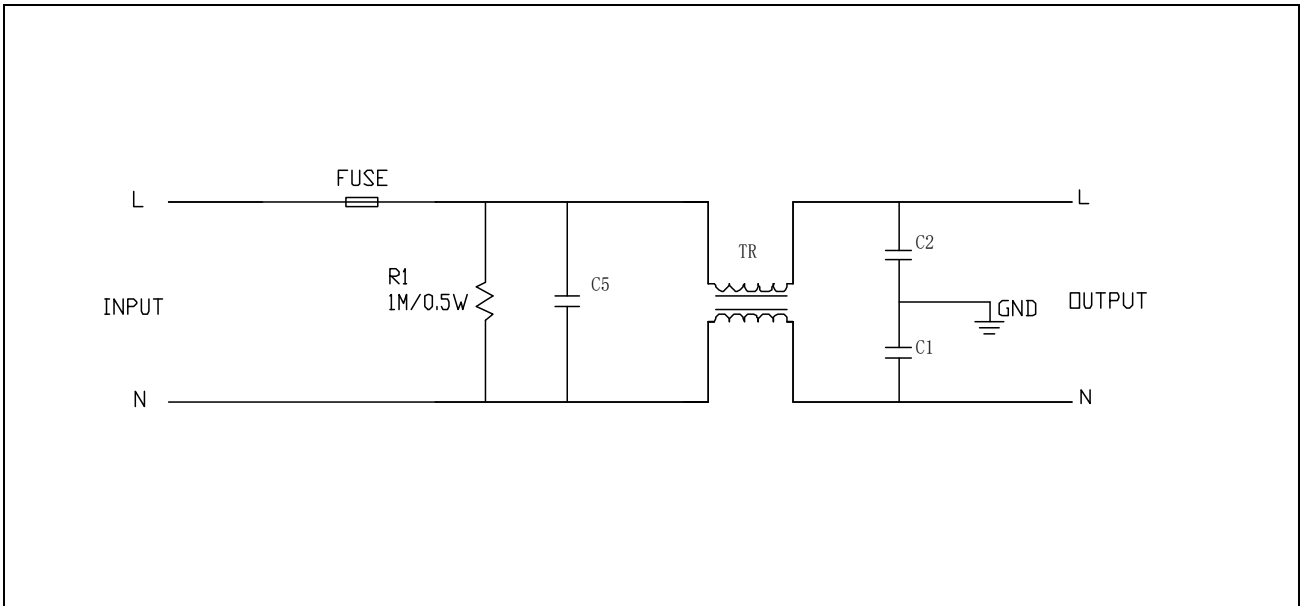 FUSE
L
L
TR
C2
R1
1M/0.5W
C5
INPUT
GND
OUTPUT
C1
N
N